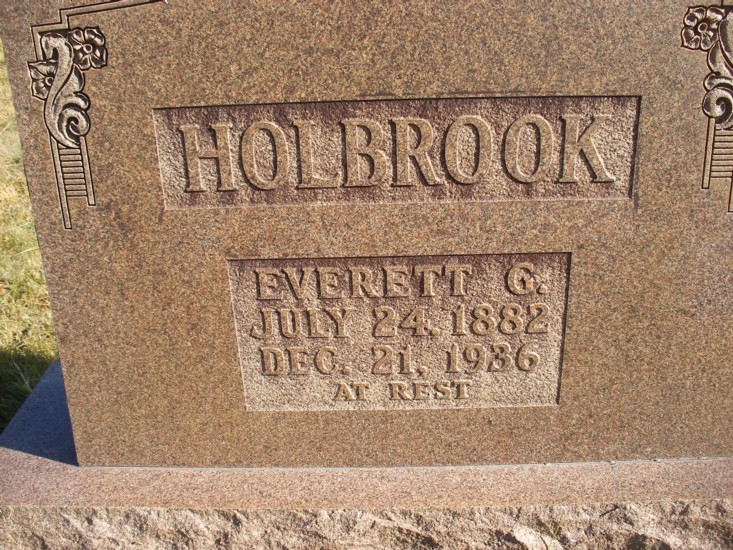 HOLBROOK
EVERETT G.
JULY 24, 1882
DEC. 21, 1936
AT REST